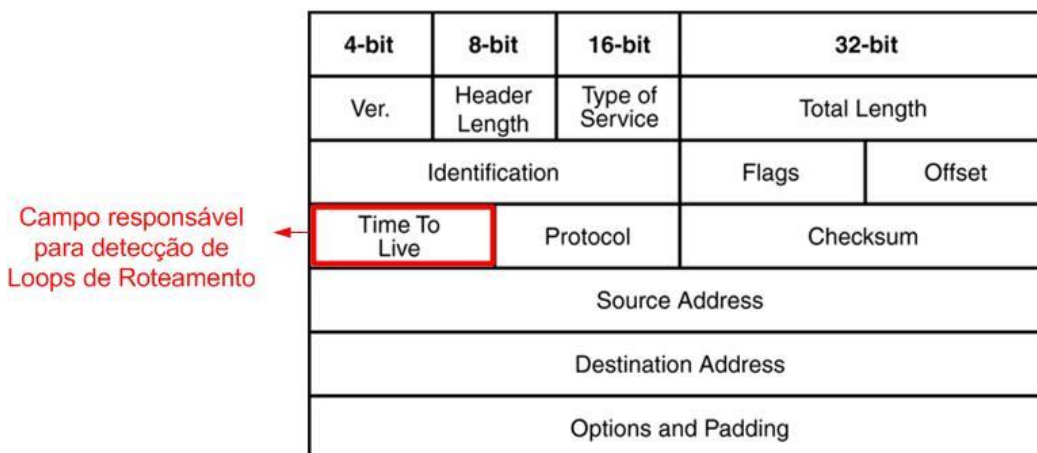 4-bit 8-bit 16-bit 32-bit
Ver. Header Length Type of Service Total Length
Identification Flags Offset
Campo responsável
para detecção de
Loops de Roteamento
Time To Live Protocol Checksum
Source Address
Destination Address
Options and Padding